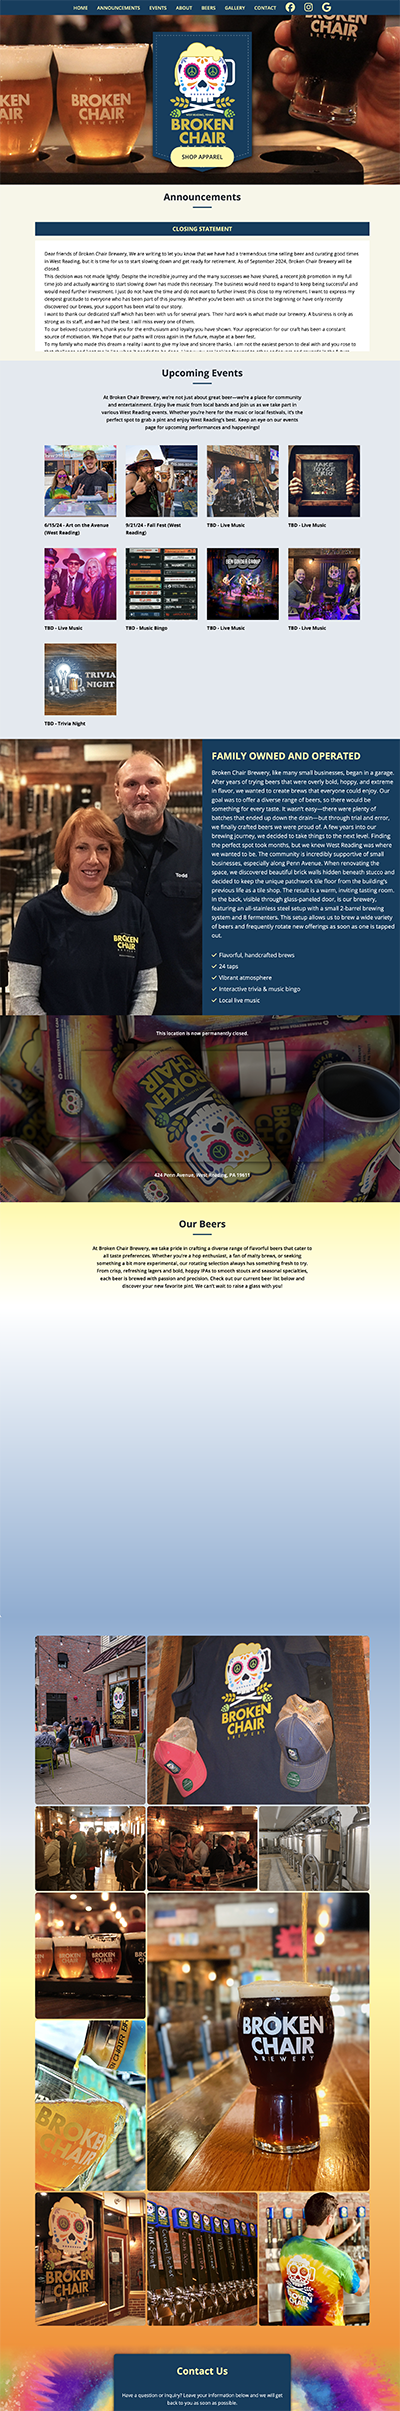 HOME ANNOUNCEMENTS EVENTS ABOUT BEERS GALLERY CONTACT
BROKEN
CHAIR
BREWERY
BROKEN
CHAIR
BROKEN
CHAIR
BREWERY
WEST READING, PENNA
BROKEN
CHAIR
SHOP APPAREL
Announcements
CLOSING STATEMENT
Dear friends of Broken Chair Brewery, We are writing to let you know that we have had a tremendous time selling beer and curating good times
in West Reading, but it is time for us to start slowing down and get ready for retirement. As of September 2024, Broken Chair Brewery will be
closed.
This decision was not made lightly. Despite the incredible journey and the many successes we have shared, a recent job promotion in my full
time job and actually wanting to start slowing down has made this necessary. The business would need to expand to keep being successful and
would need further investment. I just do not have the time and do not want to further invest this close to my retirement. I want to express my
deepest gratitude to everyone who has been part of this journey. Whether you've been with us since the beginning or have only recently
discovered our brews, your support has been vital to our story.
I want to thank our dedicated staff which has been with us for several years. Their hard work is what made our brewery. A business is only as
strong as its staff, and we had the best. I will miss every one of them.
To our beloved customers, thank you for the enthusiasm and loyalty you have shown. Your appreciation for our craft has been a constant
source of motivation. We hope that our paths will cross again in the future, maybe at a beer fest.
To my family who made this dream a reality I want to give my love and sincere thanks. I am not the easiest person to deal with and you rose to
Upcoming Events
At Broken Chair Brewery, we're not just about great beer—we're a place for community
and entertainment. Enjoy live music from local bands and join us as we take part in
various West Reading events. Whether you're here for the music or local festivals, it's the
perfect spot to grab a pint and enjoy West Reading's best. Keep an eye on our events
page for upcoming performances and happenings!
JAKE
JOYCE
TRIO
6/15/24 - Art on the Avenue
(West Reading)
9/21/24 - Fall Fest (West
Reading)
TBD - Live Music
TBD - Live Music
TBD - Live Music
TBD - Music Bingo
TBD - Live Music
TBD - Live Music
TRIVIA
NIGHT
TBD - Trivia Night
FAMILY OWNED AND OPERATED
Broken Chair Brewery, like many small businesses, began in a garage.
After years of trying beers that were overly bold, hoppy, and extreme
in flavor, we wanted to create brews that everyone could enjoy. Our
goal was to offer a diverse range of beers, so there would be
something for every taste. It wasn't easy—there were plenty of
batches that ended up down the drain—but through trial and error,
we finally crafted beers we were proud of. A few years into our
brewing journey, we decided to take things to the next level. Finding
the perfect spot took months, but we knew West Reading was where
we wanted to be. The community is incredibly supportive of small
businesses, especially along Penn Avenue. When renovating the
space, we discovered beautiful brick walls hidden beneath stucco and
decided to keep the unique patchwork tile floor from the building's
previous life as a tile shop. The result is a warm, inviting tasting room.
In the back, visible through glass-paneled door, is our brewery,
featuring an all-stainless steel setup with a small 2-barrel brewing
system and 8 fermenters. This setup allows us to brew a wide variety
of beers and frequently rotate new offerings as soon as one is tapped
out.
Flavorful, handcrafted brews
24 taps
Vibrant atmosphere
Interactive trivia & music bingo
Local live music
Todd
BROKEN
CHAIR
This location is now permanently closed.
BROKEN
CHAIR
424 Penn Avenue, West Reading, PA 19611
Our Beers
At Broken Chair Brewery, we take pride in crafting a diverse range of flavorful beers that cater to
all taste preferences. Whether you're a hop enthusiast, a fan of malty brews, or seeking
something a bit more experimental, our rotating selection always has something fresh to try.
From crisp, refreshing lagers and bold, hoppy IPAs to smooth stouts and seasonal specialties,
each beer is brewed with passion and precision. Check out our current beer list below and
discover your new favorite pint. We can't wait to raise a glass with you!
BROKEN
CHAIR
BROKEN
CHAIR
BREWERY
BROKEN
CHAIR
BREWERY
BROKEN
CHAIR
BROKEN
CHAIR
Contact Us
Have a question or inquiry? Leave your information below and we will get
back to you as soon as possible.